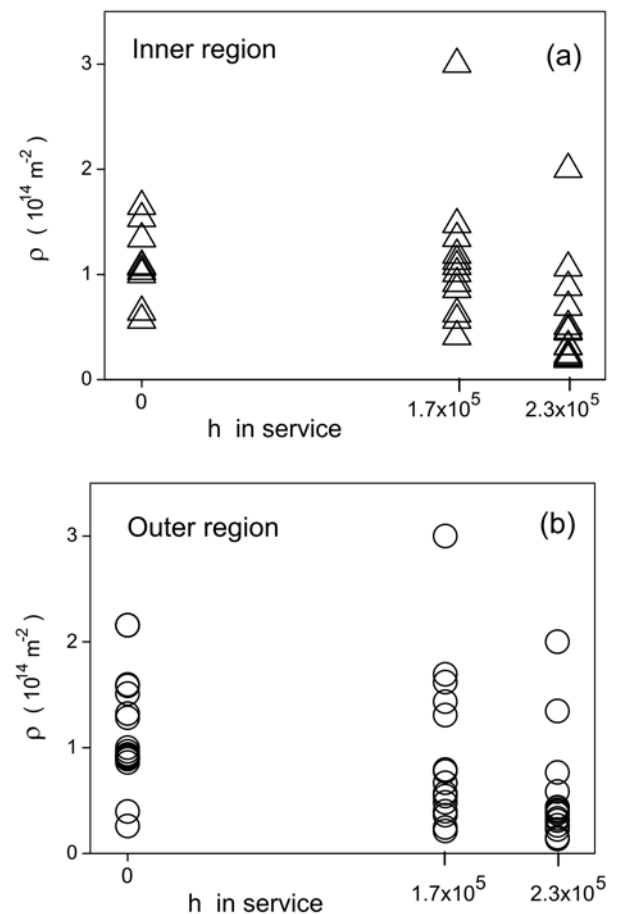 Inner region
(a)
3
2
1
0
ρ ( 10¹⁴ m⁻²)
0
1.7x10⁵
2.3x10⁵
h in service
Outer region
(b)
3
2
1
0
ρ ( 10¹⁴ m⁻²)
0
1.7x10⁵
2.3x10⁵
h in service